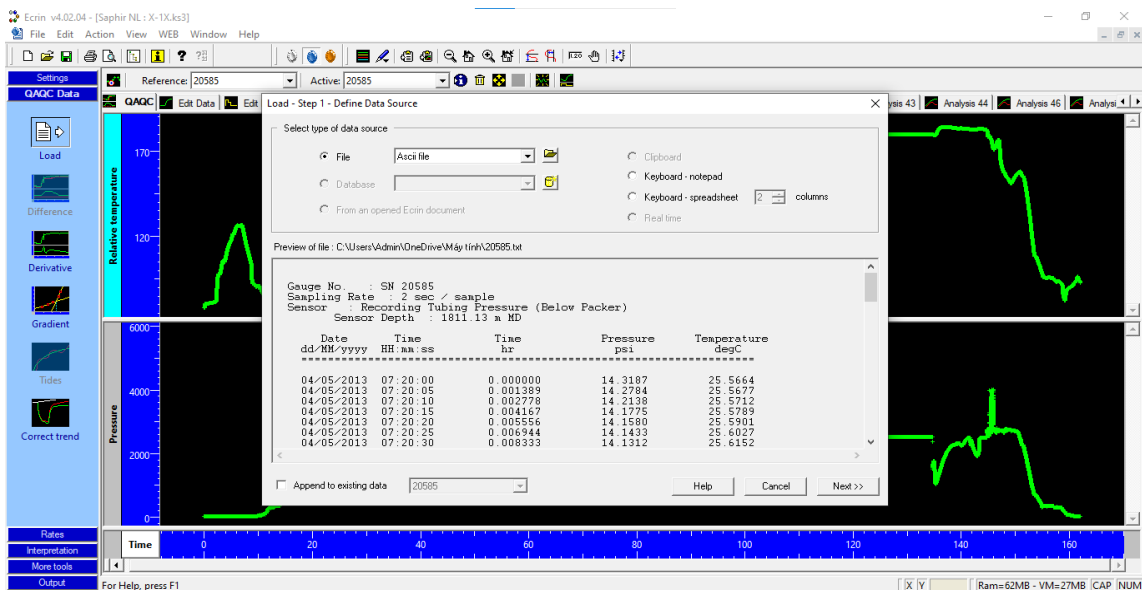 Ecrin v4.02.04 - [Saphir NL : X-1X.ks3]
File Edit Action View WEB Window Help
Settings
Reference: 20585 Active: 20585
QAQC Data
QAQC Edit Data Edit
Load - Step 1 - Define Data Source
ysis 43 Analysis 44 Analysis 46 Analysi
Select type of data source
File Ascii file Clipboard
Database Keyboard - notepad
From an opened Ecrin document Keyboard - spreadsheet 2 columns
Real time
Preview of file : C:\Users\Admin\OneDrive\Máy tính\20585.txt
Gauge No. : SN 20585
Sampling Rate : 2 sec / sample
Sensor : Recording Tubing Pressure (Below Packer)
Sensor Depth : 1811.13 m MD
Date Time Time Pressure Temperature
dd/MM/yyyy HH:mm:ss hr psi degC
==================================================================
04/05/2013 07:20:00 0.000000 14.3187 25.5664
04/05/2013 07:20:05 0.001389 14.2784 25.5677
04/05/2013 07:20:10 0.002778 14.2138 25.5712
04/05/2013 07:20:15 0.004167 14.1775 25.5789
04/05/2013 07:20:20 0.005556 14.1580 25.5901
04/05/2013 07:20:25 0.006944 14.1433 25.6027
04/05/2013 07:20:30 0.008333 14.1312 25.6152
Append to existing data 20585 Help Cancel Next >>
Load
Difference
Derivative
Gradient
Tides
Correct trend
Relative temperature
170
120
Pressure
6000
4000
2000
0
Time 0 20 40 60 80 100 120 140 160
Rates
Interpretation
More tools
Output
For Help, press F1 X Y Ram=62MB - VM=27MB CAP NUM